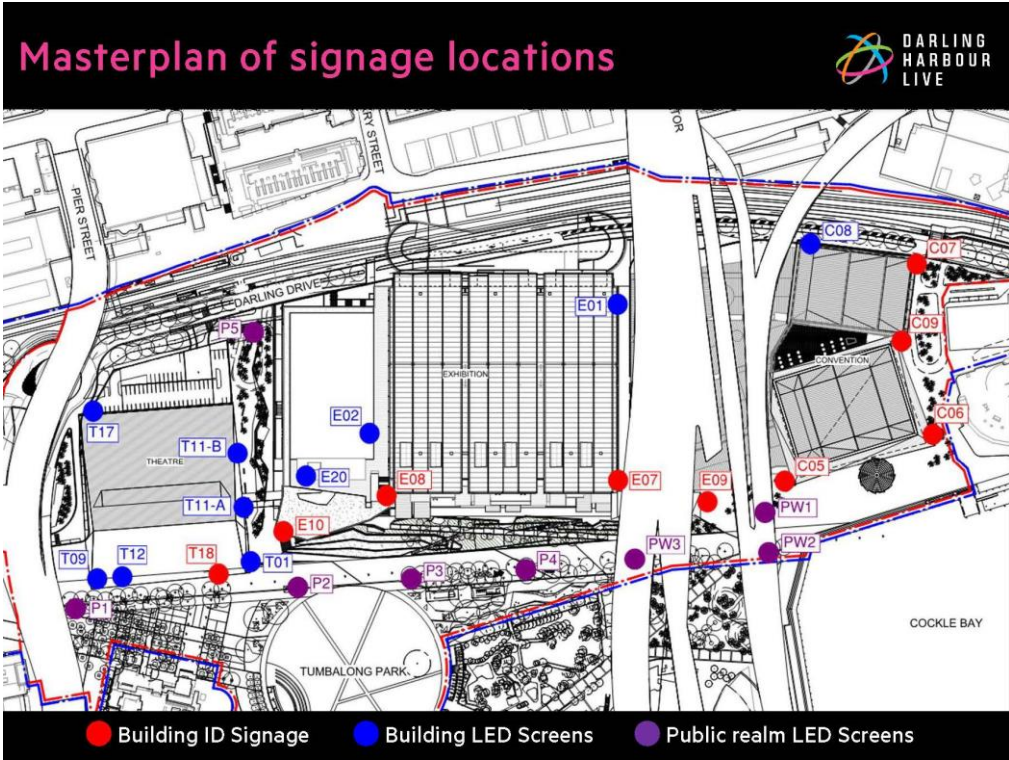 Masterplan of signage locations
DARLING
HARBOUR
LIVE
PIER STREET
RY STREET
TOR
C08
C07
DARLING DRIVE
E01
P5
C09
EXHIBITION
CONVENTION
E02
T17
C06
T11-B
THEATRE
E20
E08
E07
C05
E09
T11-A
PW1
E10
T09
T12
T18
T01
P4
PW3
PW2
P3
P2
P1
COCKLE BAY
TUMBALONG PARK
Building ID Signage
Building LED Screens
Public realm LED Screens